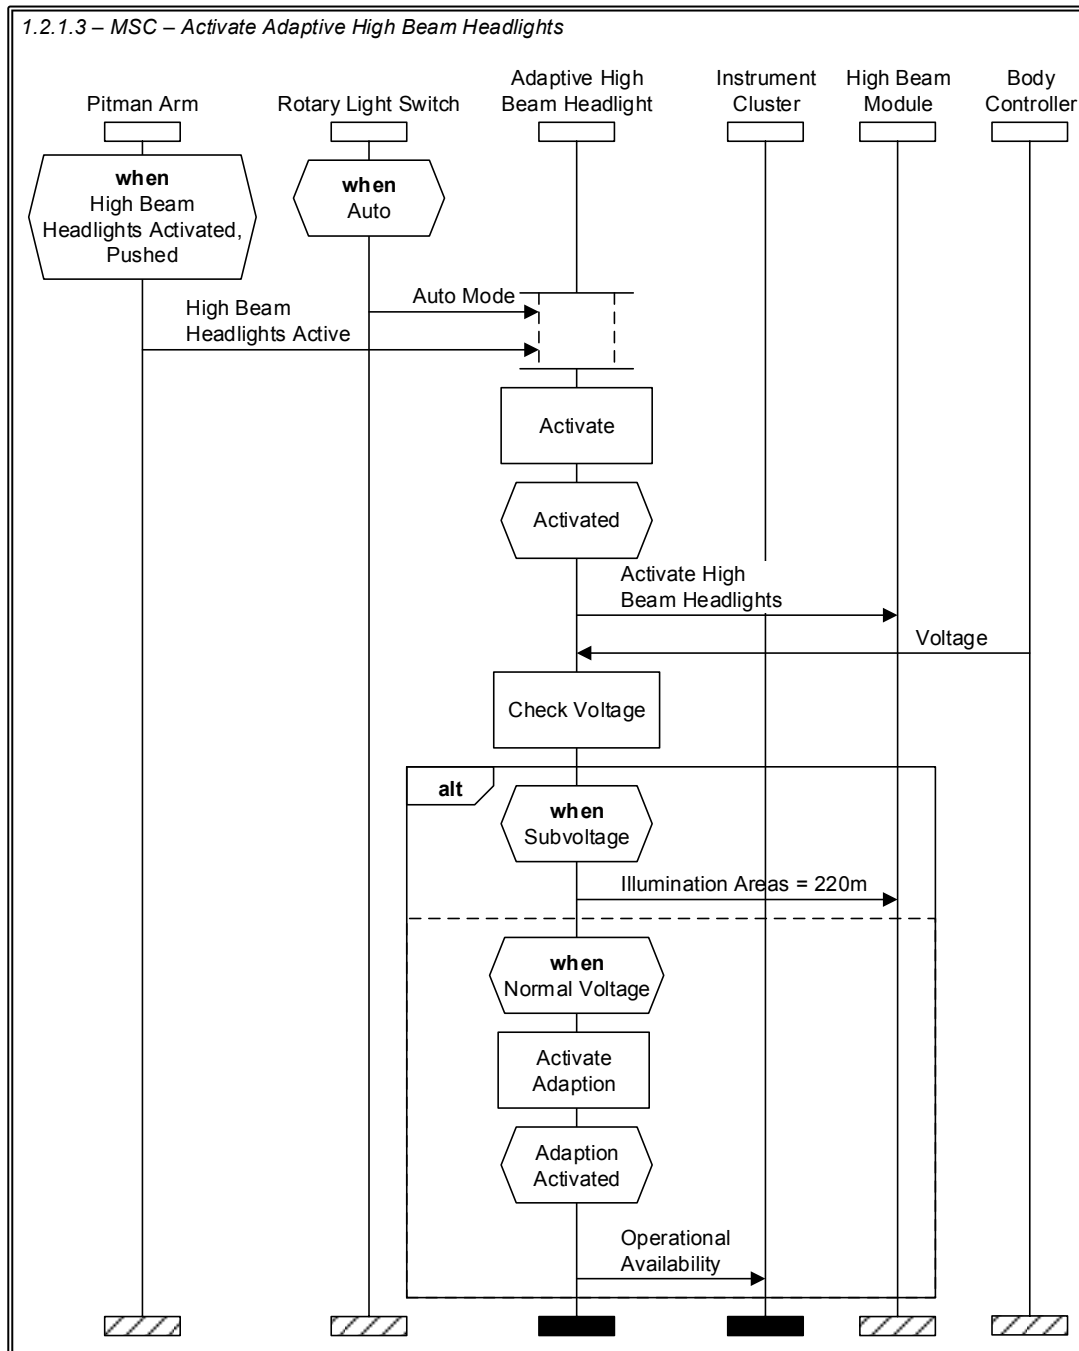 1.2.1.3 – MSC – Activate Adaptive High Beam Headlights
Pitman Arm
Rotary Light Switch
Adaptive High
Beam Headlight
Instrument
Cluster
High Beam
Module
Body
Controller
when
High Beam
Headlights Activated,
Pushed
when
Auto
Auto Mode
High Beam
Headlights Active
Activate
Activated
Activate High
Beam Headlights
Voltage
Check Voltage
alt
when
Subvoltage
Illumination Areas = 220m
when
Normal Voltage
Activate
Adaption
Adaption
Activated
Operational
Availability